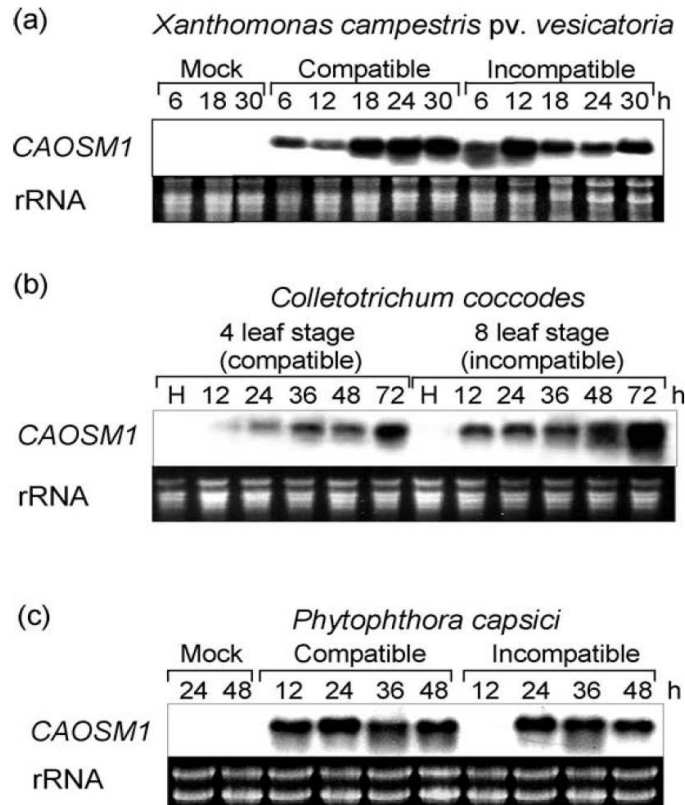 (a)
Xanthomonas campestris pv. vesicatoria
Mock Compatible Incompatible
6 18 30 6 12 18 24 30 6 12 18 24 30 h
CAOSM1
rRNA
(b)
Colletotrichum coccodes
4 leaf stage 8 leaf stage
(compatible) (incompatible)
H 12 24 36 48 72 H 12 24 36 48 72 h
CAOSM1
rRNA
(c)
Phytophthora capsici
Mock Compatible Incompatible
24 48 12 24 36 48 12 24 36 48 h
CAOSM1
rRNA